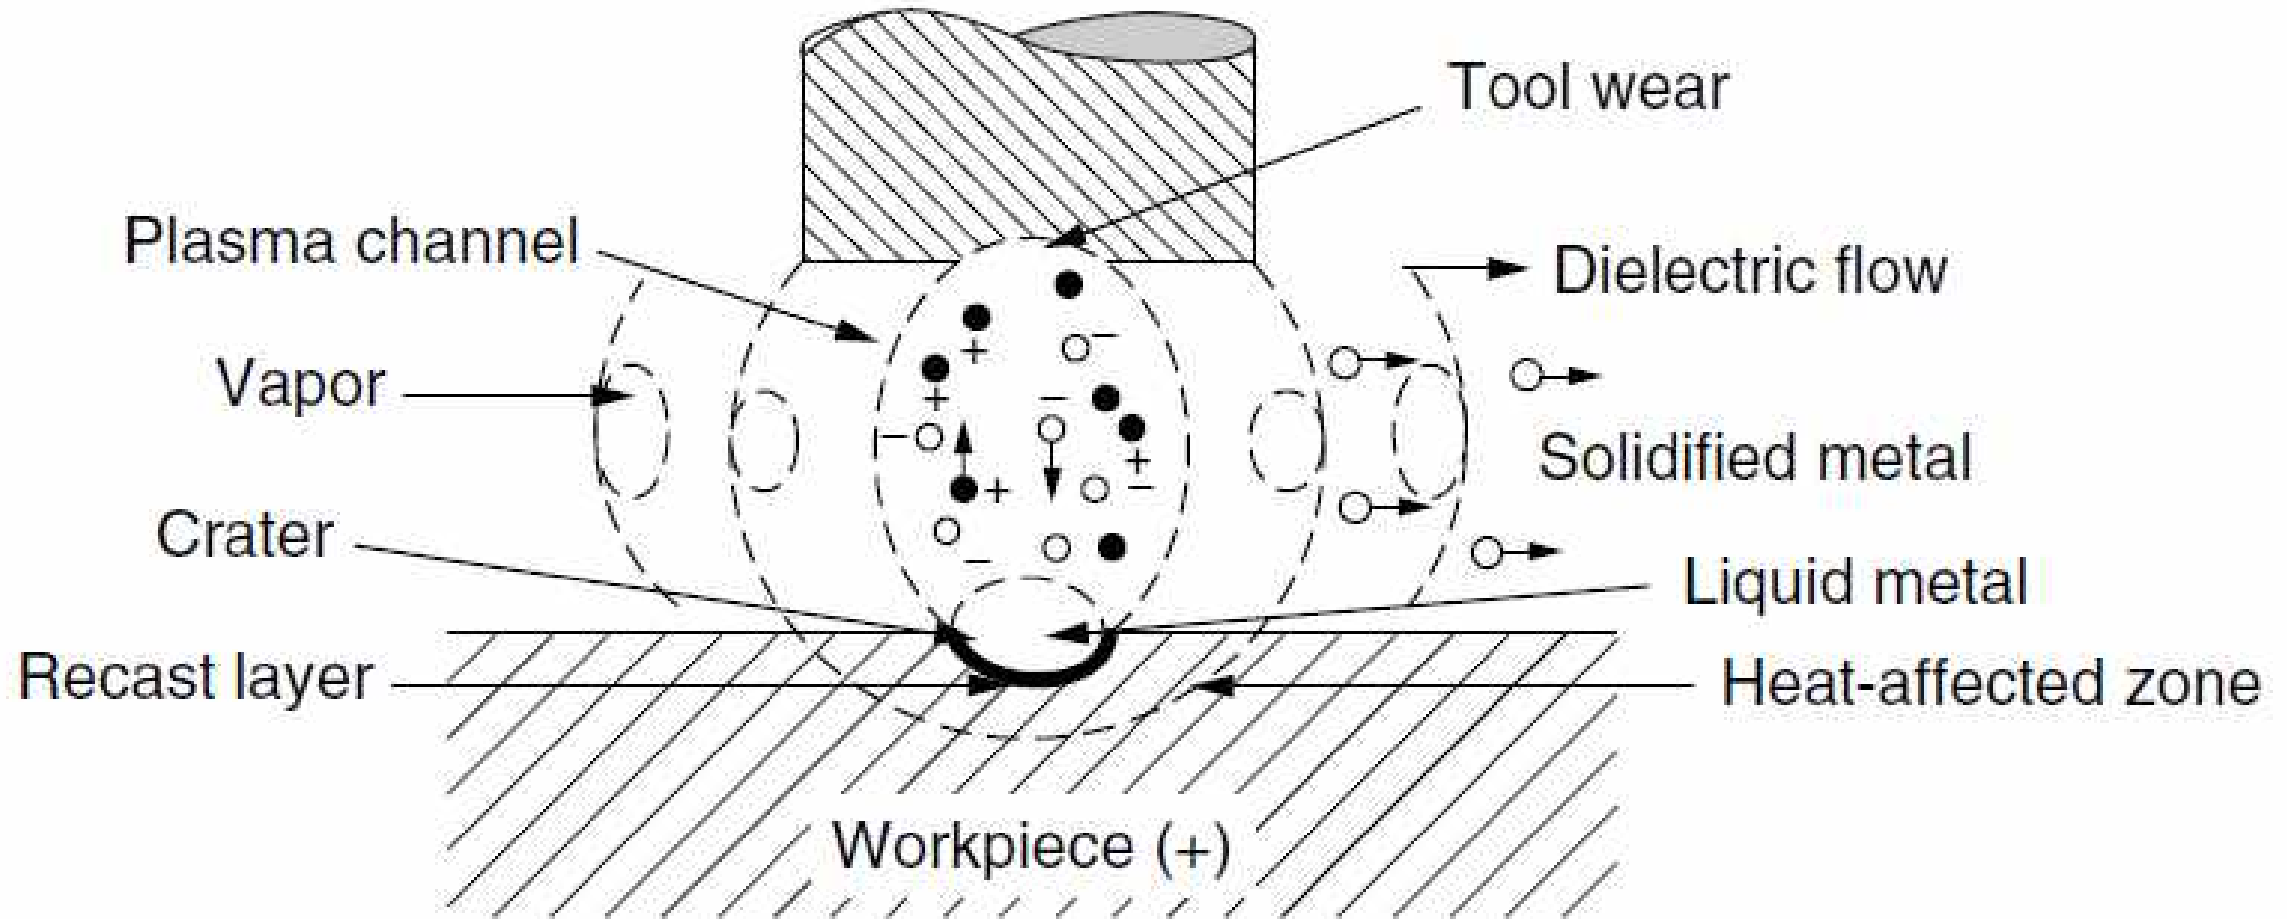 Tool wear
Plasma channel
Dielectric flow
Vapor
Solidified metal
Crater
Liquid metal
Recast layer
Heat-affected zone
Workpiece (+)